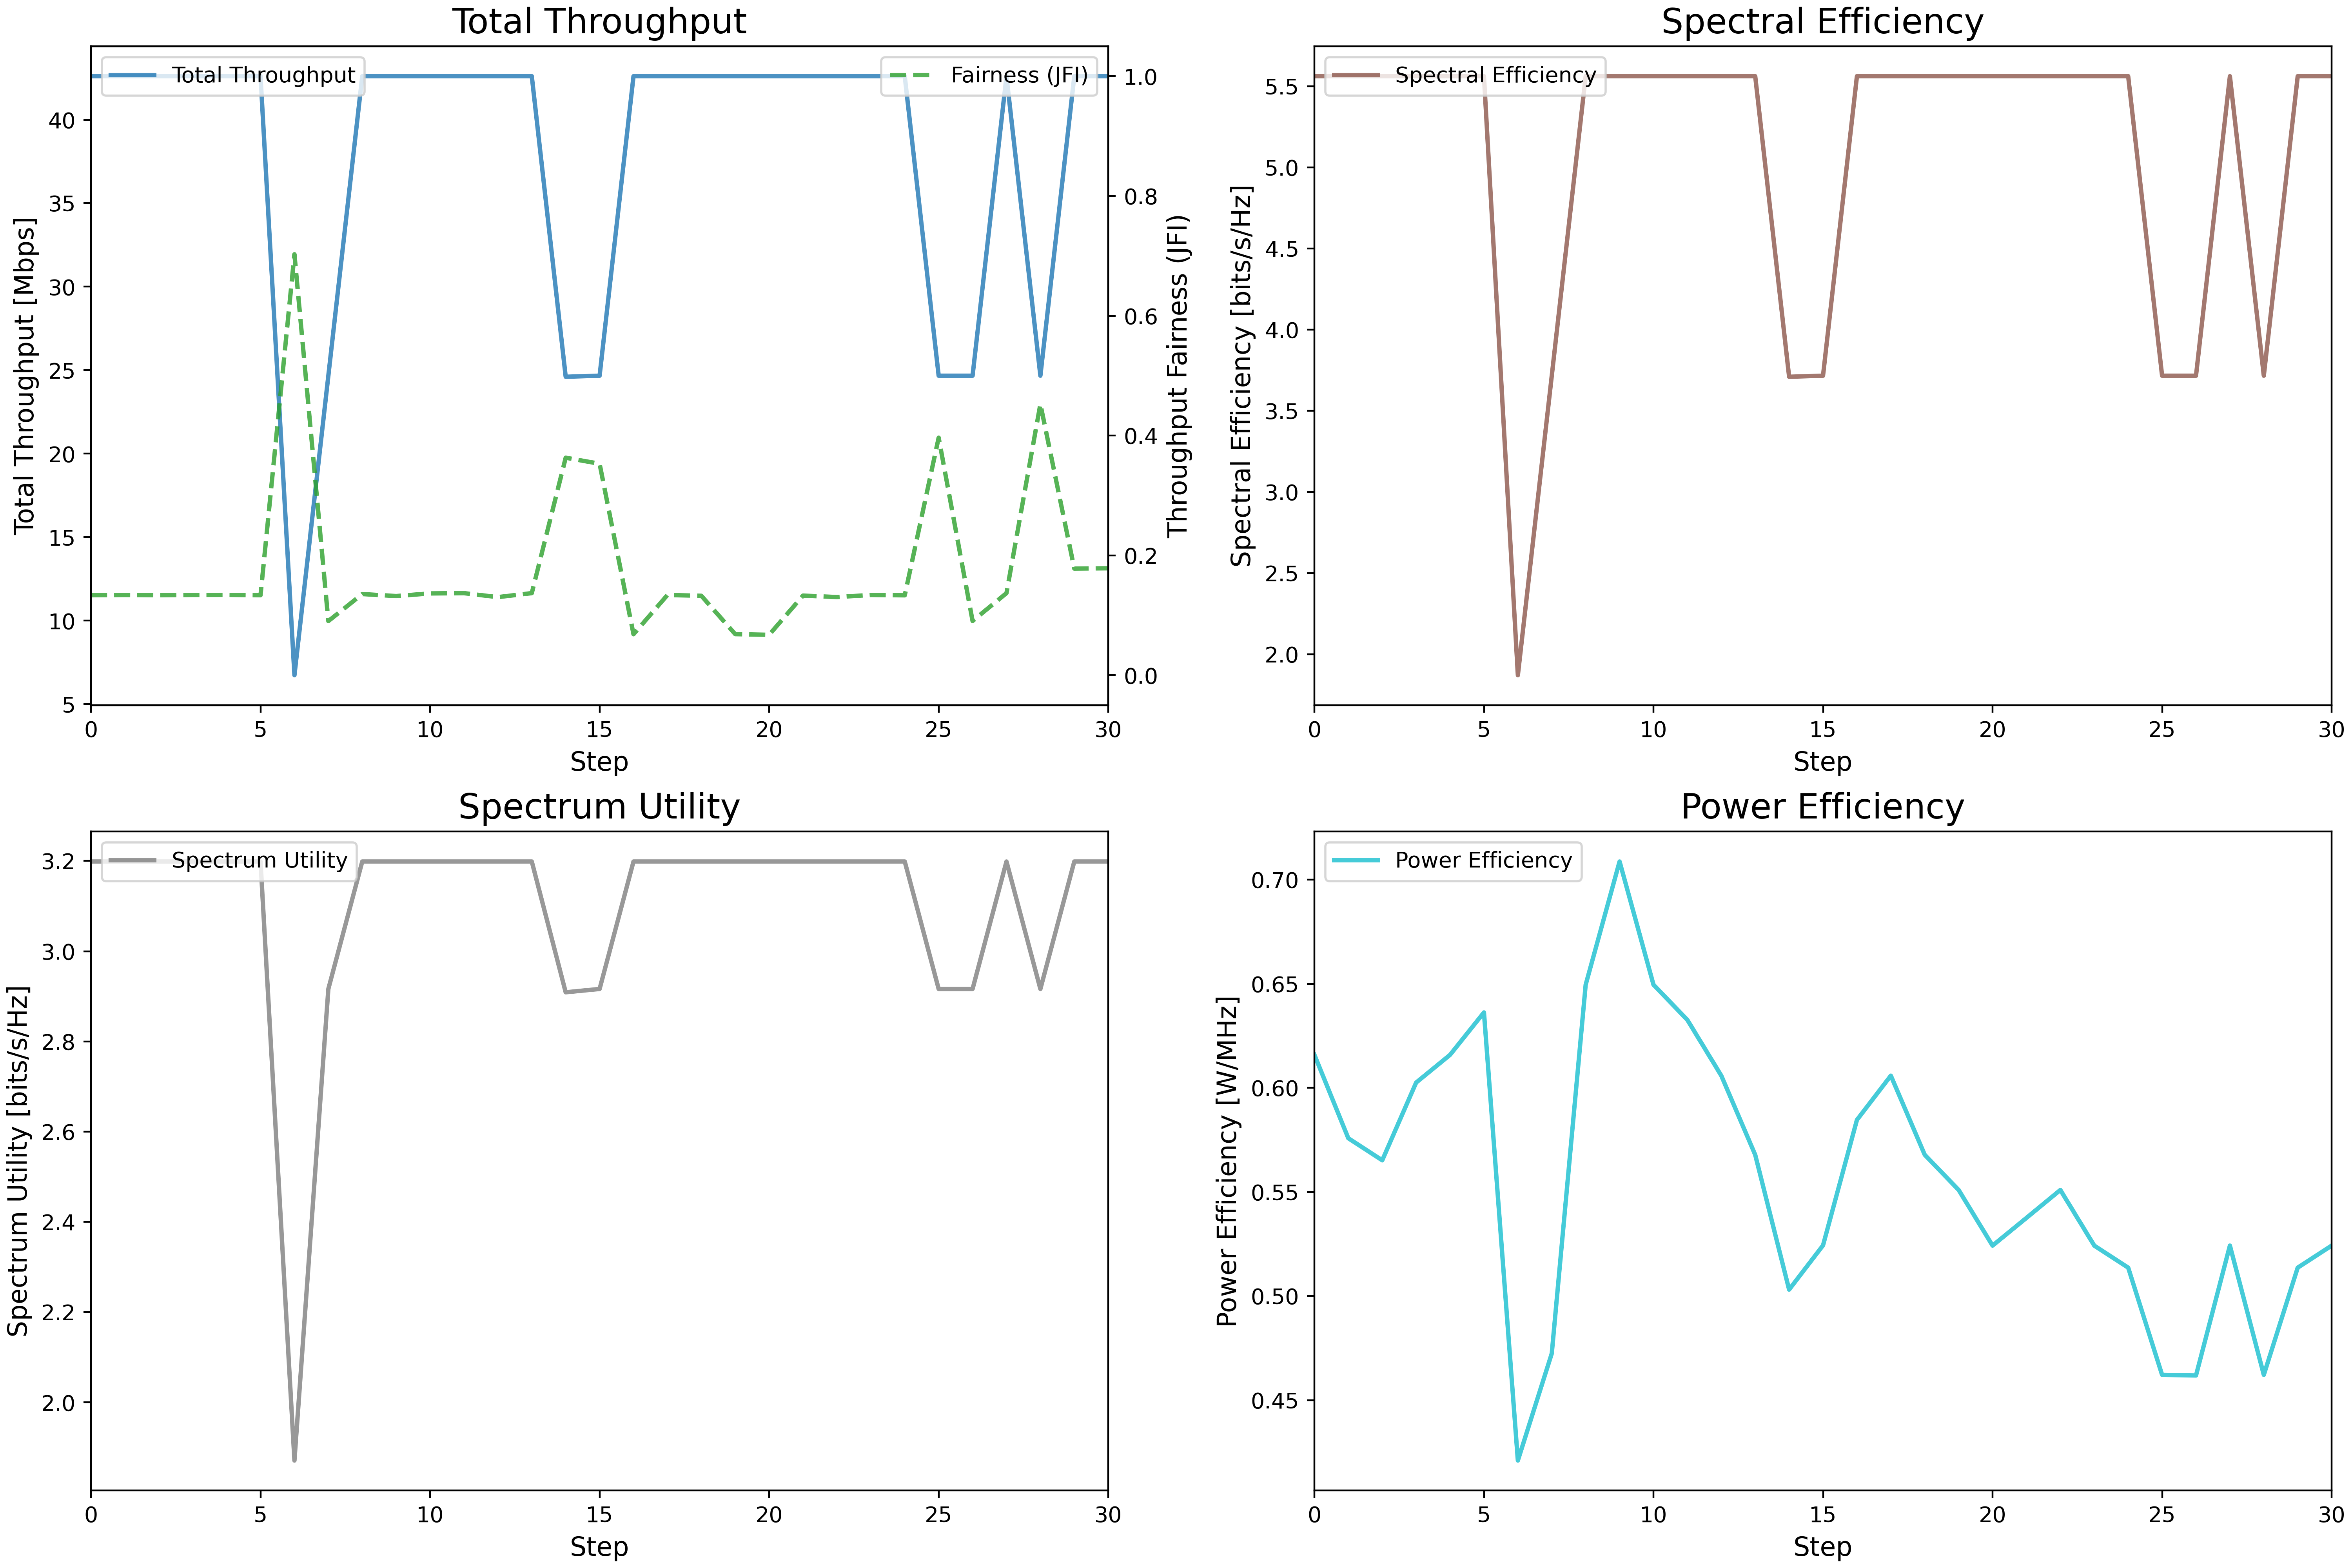 Total Throughput
Total Throughput
Fairness (JFI)
Total Throughput [Mbps]
40
35
30
25
20
15
10
5
1.0
0.8
0.6
0.4
0.2
0.0
Throughput Fairness (JFI)
0 5 10 15 20 25 30
Step
Spectral Efficiency
Spectral Efficiency
Spectral Efficiency [bits/s/Hz]
5.5
5.0
4.5
4.0
3.5
3.0
2.5
2.0
0 5 10 15 20 25 30
Step
Spectrum Utility
Spectrum Utility
Spectrum Utility [bits/s/Hz]
3.2
3.0
2.8
2.6
2.4
2.2
2.0
0 5 10 15 20 25 30
Step
Power Efficiency
Power Efficiency
Power Efficiency [W/MHz]
0.70
0.65
0.60
0.55
0.50
0.45
0 5 10 15 20 25 30
Step